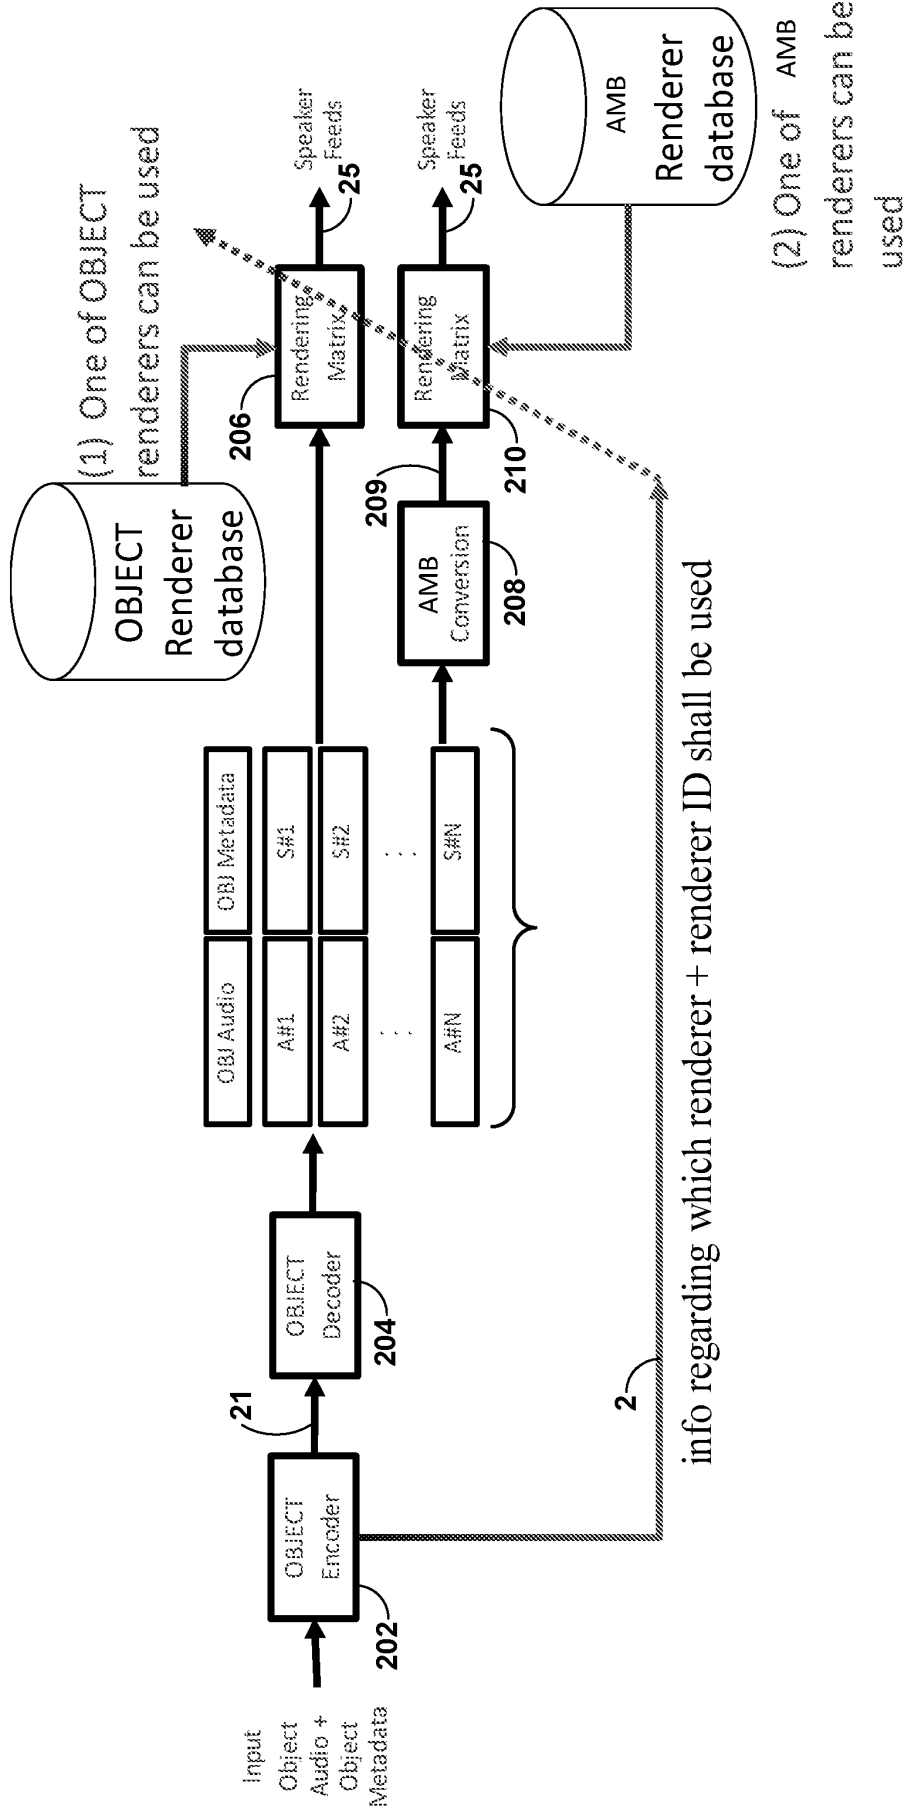 Input
Object
Audio +
Object
Metadata
OBJECT
Encoder
202
21
OBJECT
Decoder
204
OBJ Audio
OBJ Metadata
A#1
S#1
A#2
S#2
...
...
A#N
S#N
OBJECT
Renderer
database
(1) One of OBJECT
renderers can be used
206
Rendering
Matrix
25
Speaker
Feeds
AMB
Conversion
208
209
Rendering
Matrix
210
25
Speaker
Feeds
AMB
Renderer
database
(2) One of AMB
renderers can be
used
2
info regarding which renderer + renderer ID shall be used